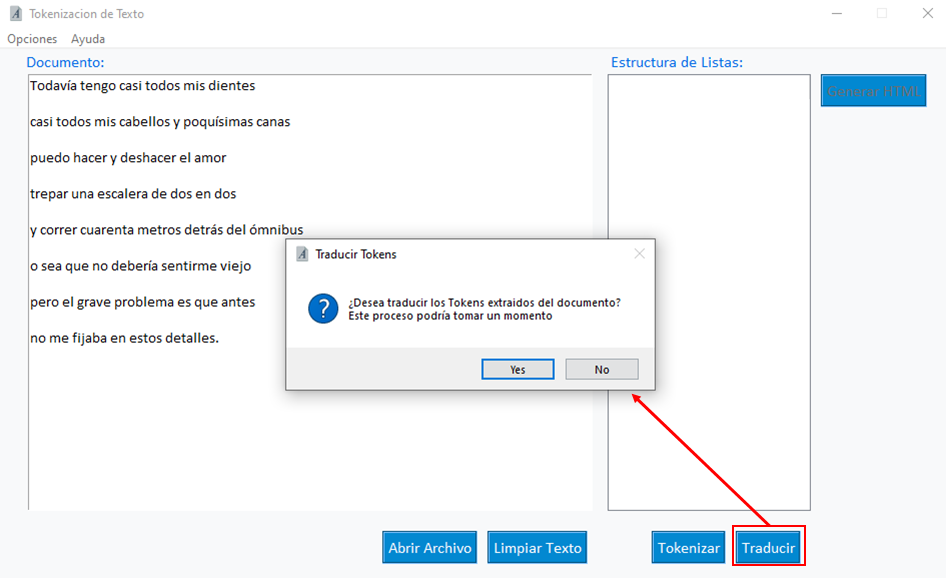 Tokenizacion de Texto
Opciones Ayuda
Documento:
Estructura de Listas:
Generar HTML
Todavía tengo casi todos mis dientes
casi todos mis cabellos y poquísimas canas
puedo hacer y deshacer el amor
trepar una escalera de dos en dos
y correr cuarenta metros detrás del ómnibus
o sea que no debería sentirme viejo
pero el grave problema es que antes
no me fijaba en estos detalles.
Traducir Tokens
¿Desea traducir los Tokens extraidos del documento?
Este proceso podría tomar un momento
Yes
No
Abrir Archivo
Limpiar Texto
Tokenizar
Traducir